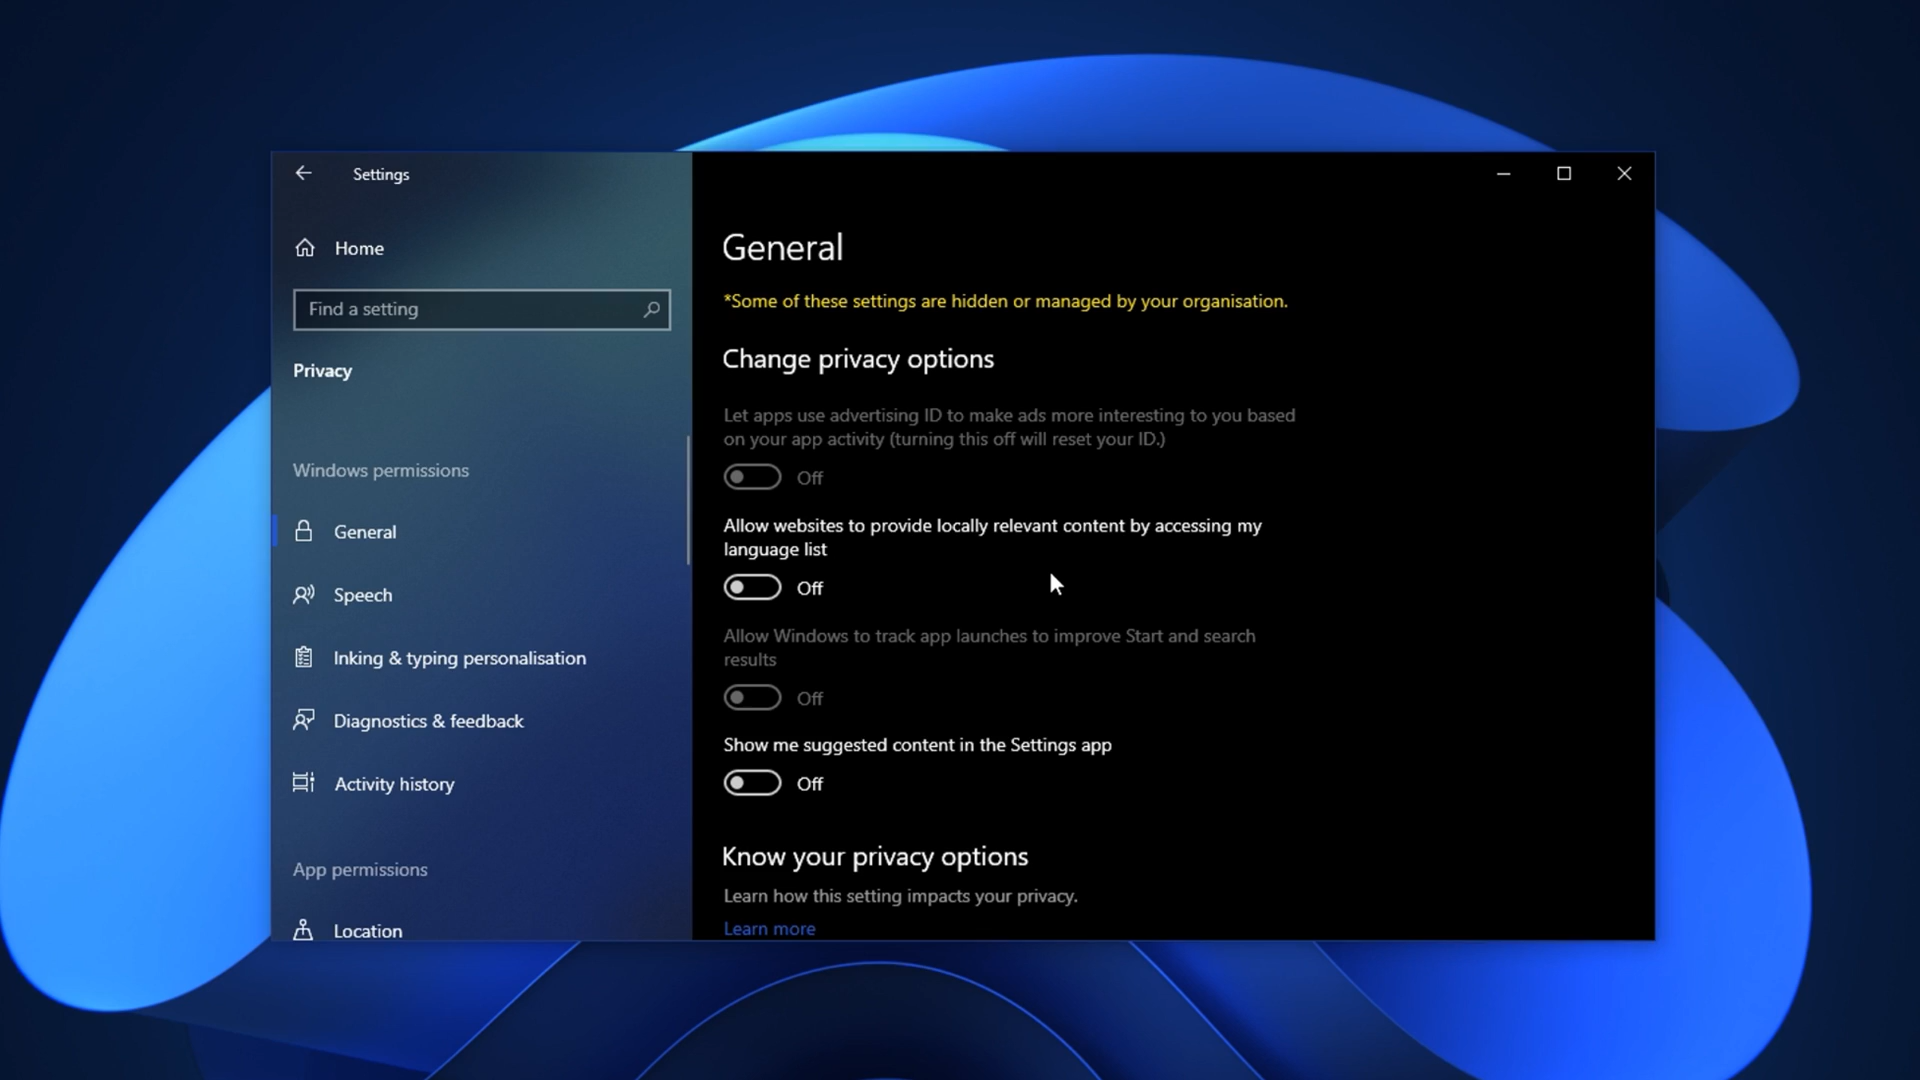 Settings
Home
Find a setting
Privacy
Windows permissions
General
Speech
Inking & typing personalisation
Diagnostics & feedback
Activity history
App permissions
Location
General
*Some of these settings are hidden or managed by your organisation.
Change privacy options
Let apps use advertising ID to make ads more interesting to you based
on your app activity (turning this off will reset your ID.)
Off
Allow websites to provide locally relevant content by accessing my
language list
Off
Allow Windows to track app launches to improve Start and search
results
Off
Show me suggested content in the Settings app
Off
Know your privacy options
Learn how this setting impacts your privacy.
Learn more